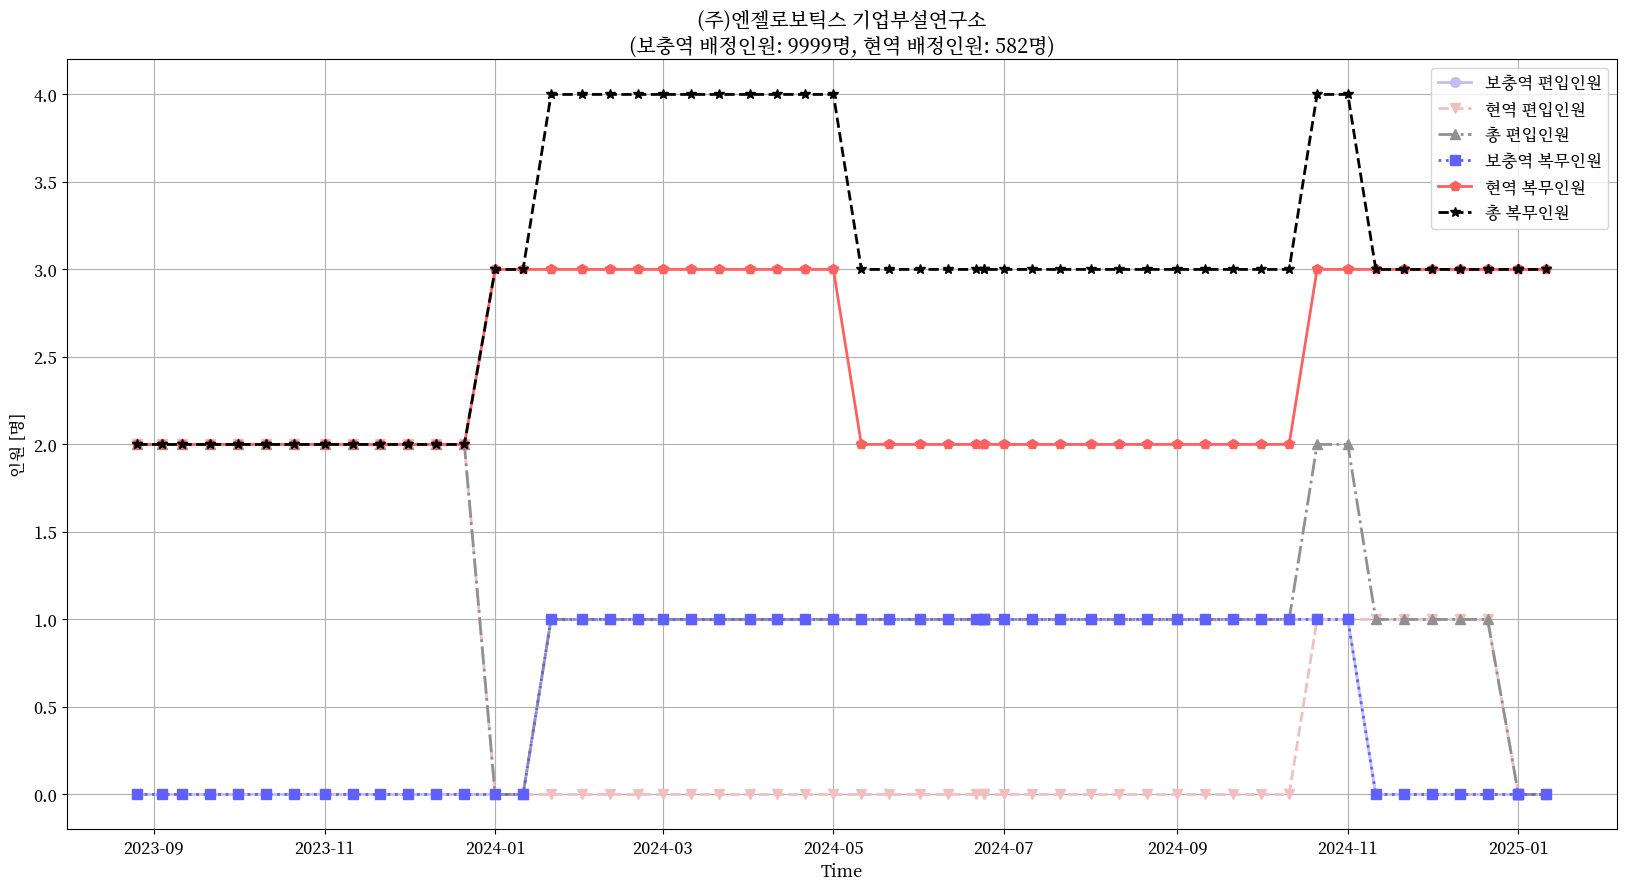 (주)엔젤로보틱스 기업부설연구소
(보충역 배정인원: 9999명, 현역 배정인원: 582명)
보충역 편입인원
현역 편입인원
총 편입인원
보충역 복무인원
현역 복무인원
총 복무인원
인원 [명]
4.0
3.5
3.0
2.5
2.0
1.5
1.0
0.5
0.0
2023-09
2023-11
2024-01
2024-03
2024-05
2024-07
2024-09
2024-11
2025-01
Time